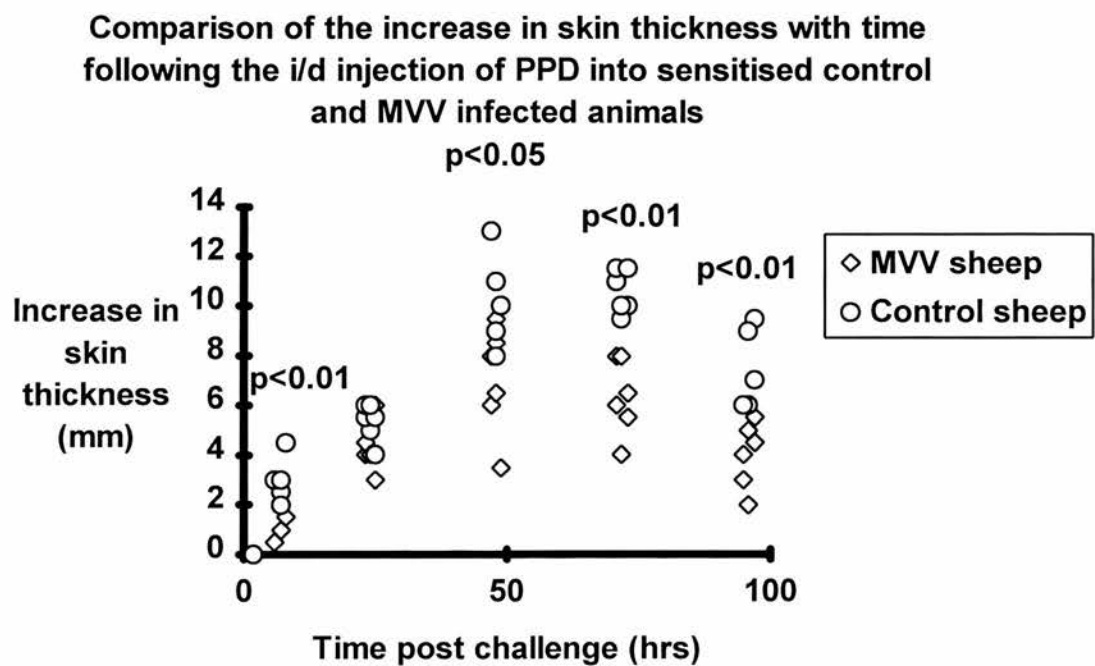 Comparison of the increase in skin thickness with time
following the i/d injection of PPD into sensitised control
and MVV infected animals
p<0.05
14
p<0.01
12
p<0.01
MVV sheep
Increase in
skin
thickness
(mm)
10
Control sheep
8
p<0.01
6
4
2
0
0
50
100
Time post challenge (hrs)